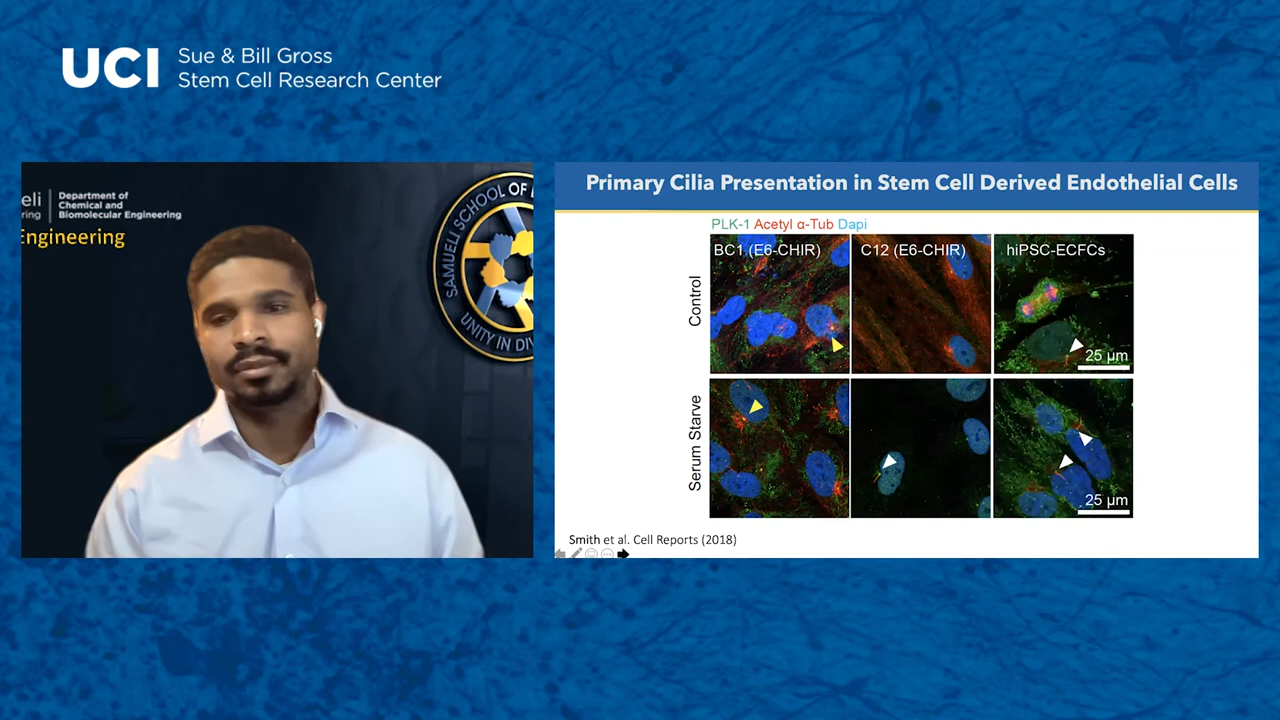 UCI
Sue & Bill Gross
Stem Cell Research Center
eli
ring
Department of
Chemical and
Biomolecular Engineering
Engineering
SAMUELI SCHOOL OF
UNITY IN
Primary Cilia Presentation in Stem Cell Derived Endothelial Cells
PLK-1 Acetyl α-Tub Dapi
BC1 (E6-CHIR)
C12 (E6-CHIR)
hiPSC-ECFCs
Control
25 µm
Serum Starve
25 µm
Smith et al. Cell Reports (2018)